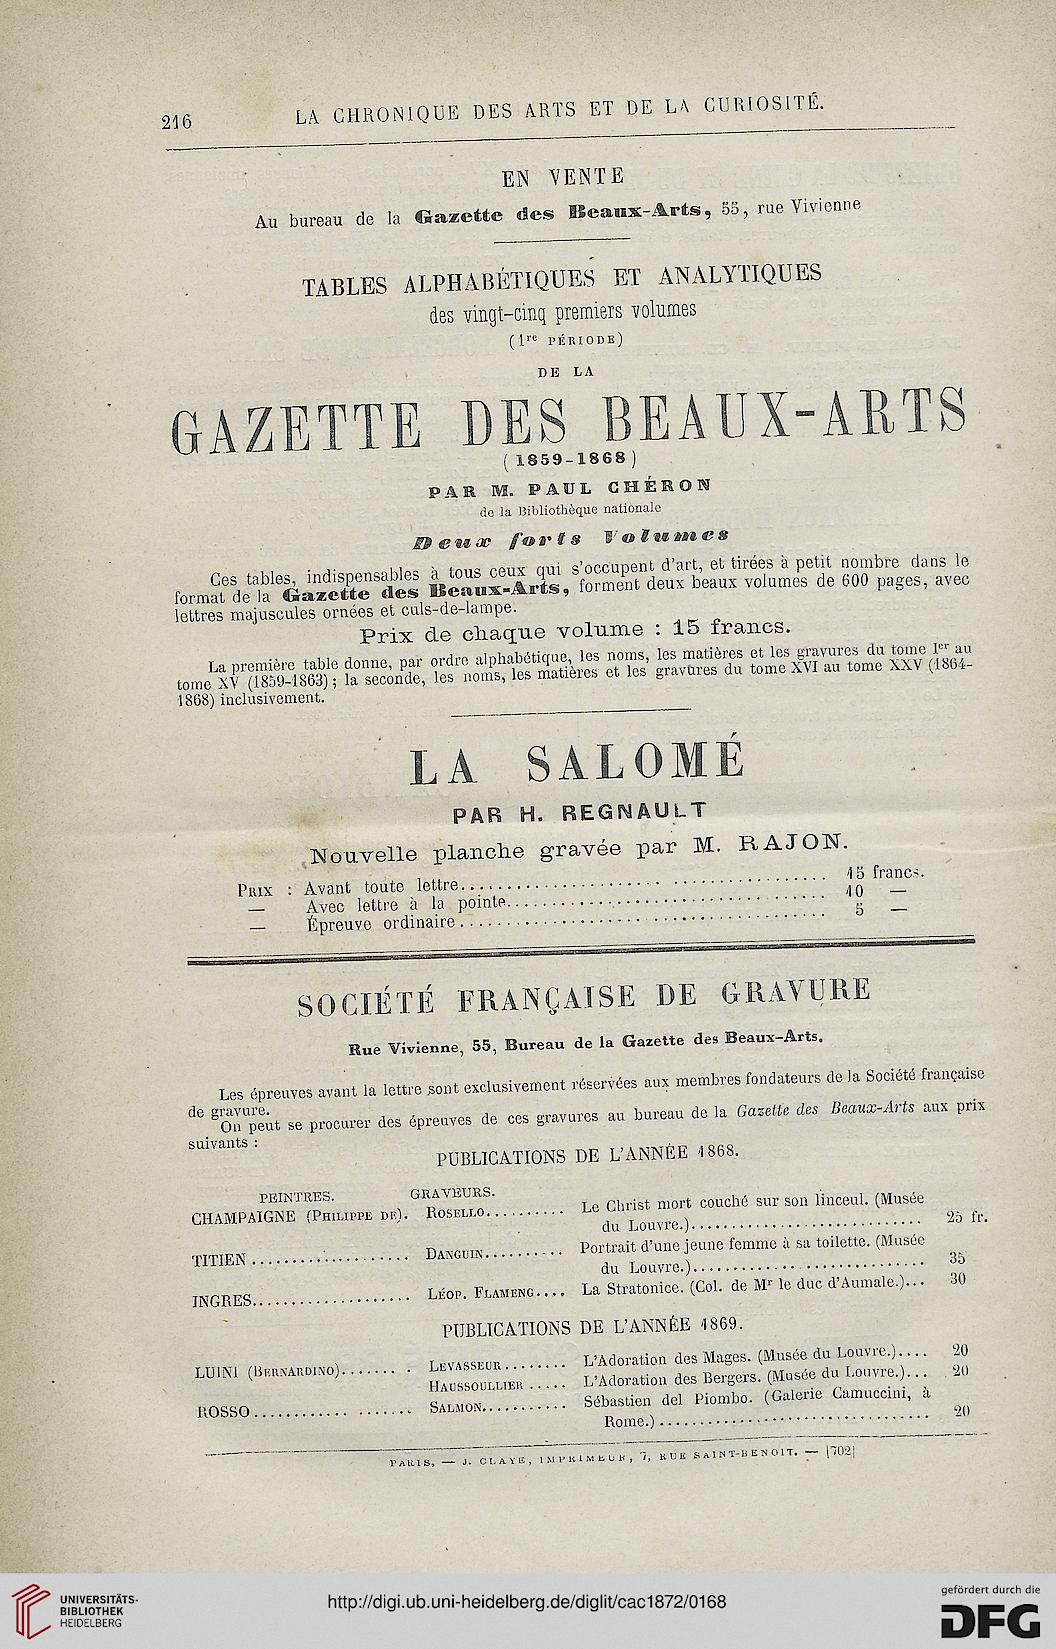 216 LA CHRONIQUE DES ARTS ET DE LA CURIOSITÉ.
EN VENTE
Au bureau de la Gazette des Beaux-Arts, 55, rue Vivienne
TABLES ALPHABÉTIQUES ET ANALYTIQUES
des vingt-cinq premiers volumes
(1re PÉRIODE)
DE LA
GAZETTE DES BEAUX-ARTS
(1859-1868)
PAR M. PAUL CHÉRON
de la Bibliothèque nationale
Deux forts Volumes
Ces tables, indispensables à tous ceux qui s'occupent d'art, et tirées à petit nombre dans le
format de la Gazette des Beaux-Arts, forment deux beaux volumes de 600 pages, avec
lettres majuscules ornées et culs-de-lampe.
Prix de chaque volume : 15 francs.
La première table donne, par ordre alphabétique, les noms, les matières et les gravures du tome Ier au
tome XV (1859-1863); la seconde, les noms, les matières et les gravures du tome XVI au tome XXV (1864-
1868) inclusivement.
LA SALOMÉ
PAR H. REGNAULT
Nouvelle planche gravée par M. RAJON.
PRIX : Avant toute lettre........ 15 francs.
— Avec lettre à la pointe........ 10 —
— Épreuve ordinaire........ 5 —
SOCIÉTÉ FRANÇAISE DE GRAVURE
Rue Vivienne, 55, Bureau de la Gazette des Beaux-Arts.
Les épreuves avant la lettre sont exclusivement réservées aux membres fondateurs de la Société française
de gravure.
On peut se procurer des épreuves de ces gravures au bureau de la Gazette des Beaux-Arts aux prix
suivants :
PUBLICATIONS DE L'ANNÉE 1868.
PEINTRES. GRAVEURS.
CHAMPAIGNE (PHILIPPE DE). ROSELLO.......... Le Christ mort couché sur son linceul. (Musée
du Louvre.)........ 25 fr.
TITIEN........ DANGUIN.......... Portrait d'une jeune femme à sa toilette. (Musée
du Louvre.)........ 35
INGRES........ LÉOP. FLAMENG.... La Stratonice. (Col. de Mr le duc d'Aumale.)... 30
PUBLICATIONS DE L'ANNÉE 1869.
LUINI (BERNARDINO)........ LEVASSEUR........ L'Adoration des Mages. (Musée du Louvre.).... 20
HAUSSOULLIER..... L'Adoration des Bergers. (Musée du Louvre.)... 20
ROSSO........ SALMON........... Sébastien del Piombo. (Galerie Camuccini, à
Rome.)........ 20
PARIS, — J. CLAYE, IMPRIMEUR, 7, RUE SAINT-BENOIT. — [702]
UNIVERSITÄTS-
BIBLIOTHEK
HEIDELBERG
http://digi.ub.uni-heidelberg.de/diglit/cac1872/0168
gefördert durch die
DFG